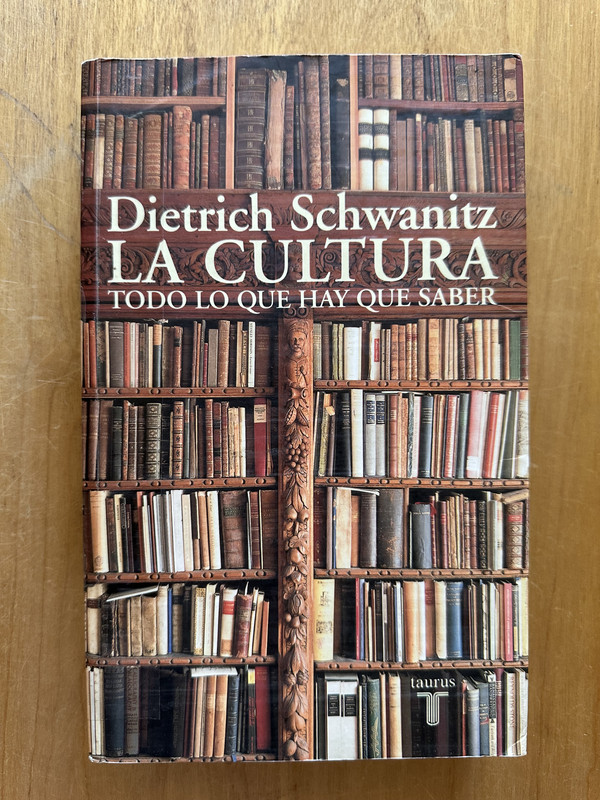 Dietrich Schwanitz
LA CULTURA
TODO LO QUE HAY QUE SABER
taurus
T